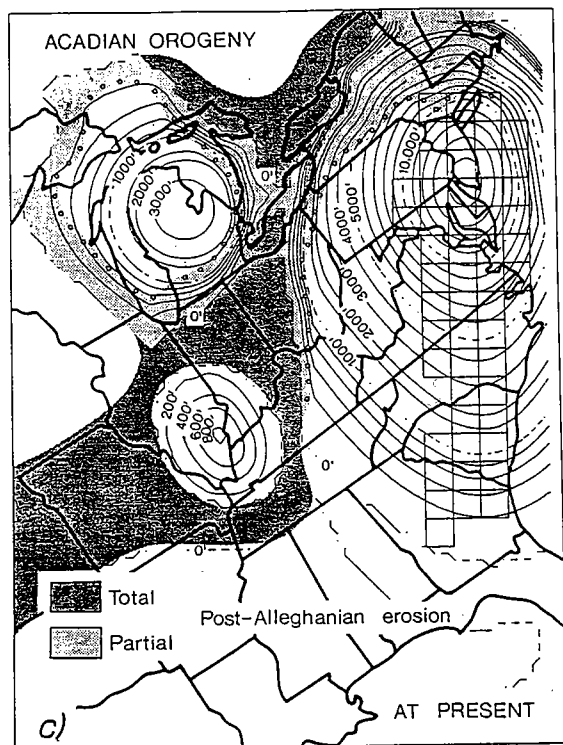 ACADIAN OROGENY
1000'
2000'
3000'
0'
10,000'
5000'
4000'
3000'
2000'
1000'
0'
200'
400'
600'
800'
0'
0'
Total
Partial
Post-Alleghanian erosion
AT PRESENT
c)